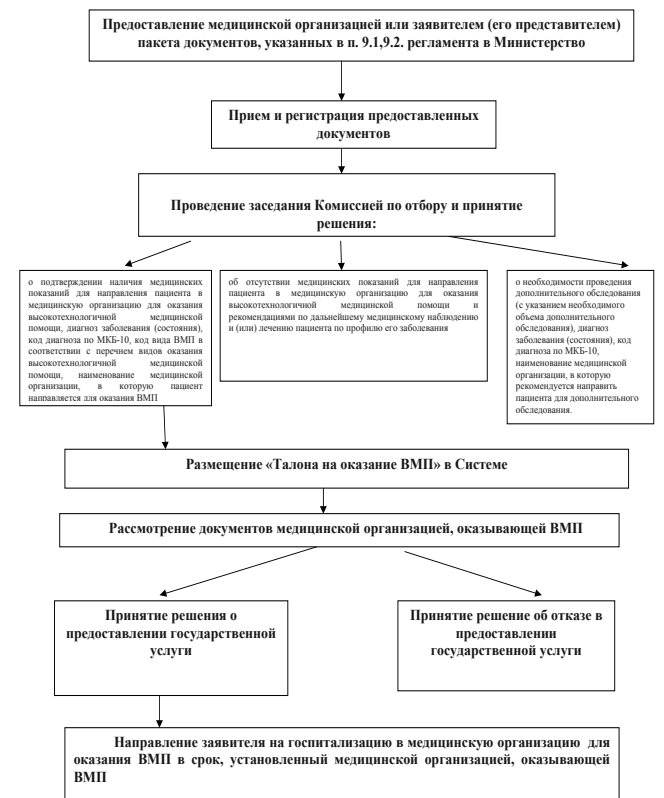 Предоставление медицинской организацией или заявителем (его представителем)
пакета документов, указанных в п. 9.1,9.2. регламента в Министерство
Прием и регистрация предоставленных
документов
Проведение заседания Комиссией по отбору и принятие
решения:
о подтверждении наличия медицинских
показаний для направления пациента в
медицинскую организацию для оказания
высокотехнологичной медицинской
помощи, диагноз заболевания (состояния),
код диагноза по МКБ-10, код вида ВМП в
соответствии с перечнем видов оказания
высокотехнологичной медицинской
помощи, наименование медицинской
организации, в которую пациент
направляется для оказания ВМП
об отсутствии медицинских показаний для направления
пациента в медицинскую организацию для оказания
высокотехнологичной медицинской помощи и
рекомендациями по дальнейшему медицинскому наблюдению
и (или) лечению пациента по профилю его заболевания
о необходимости проведения
дополнительного обследования
(с указанием необходимого
объема дополнительного
обследования), диагноз
заболевания (состояния), код
диагноза по МКБ-10,
наименование медицинской
организации, в которую
рекомендуется направить
пациента для дополнительного
обследования.
Размещение «Талона на оказание ВМП» в Системе
Рассмотрение документов медицинской организацией, оказывающей ВМП
Принятие решения о
предоставлении государственной
услуги
Принятие решение об отказе в
предоставлении
государственной услуги
Направление заявителя на госпитализацию в медицинскую организацию для
оказания ВМП в срок, установленный медицинской организацией, оказывающей
ВМП